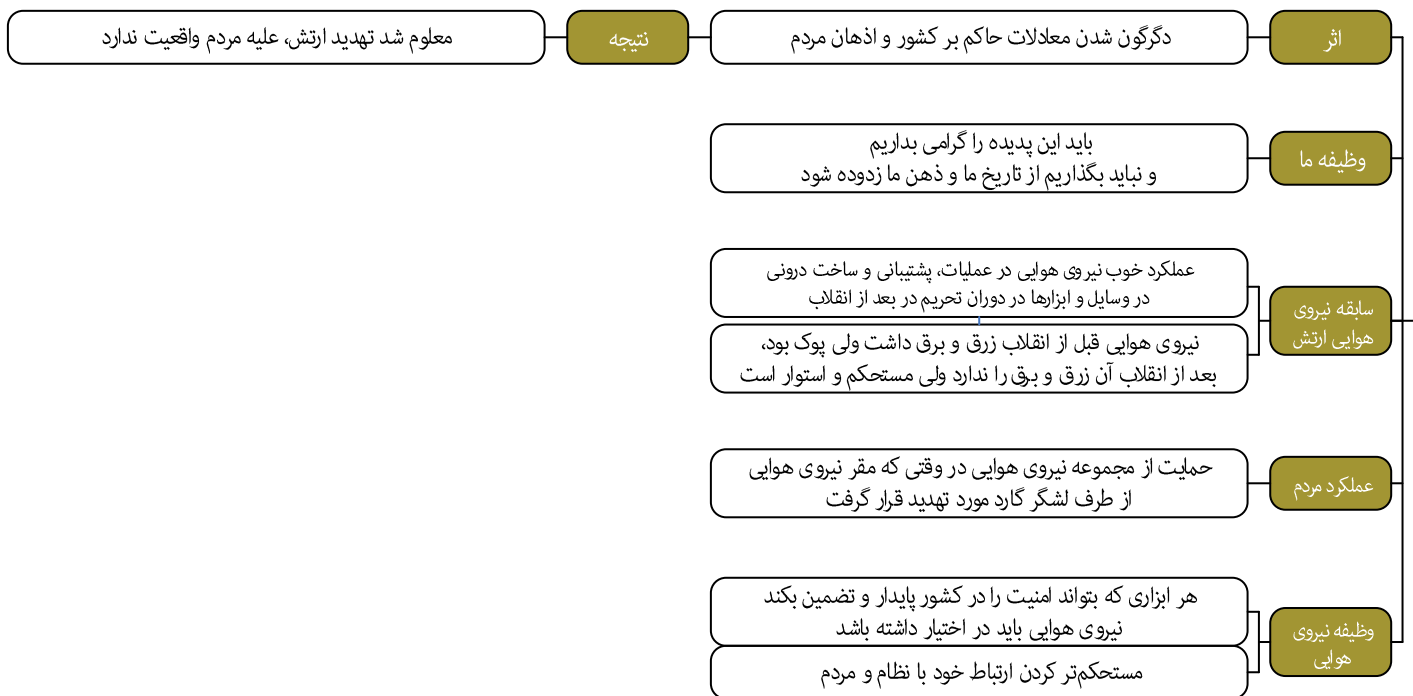 اثر
دگرگون شدن معادلات حاکم بر کشور و اذهان مردم
نتیجه
معلوم شد تهدید ارتش، علیه مردم واقعیت ندارد
وظیفه ما
باید این پدیده را گرامی بداریم
و نباید بگذاریم از تاریخ ما و ذهن ما زدوده شود
سابقه نیروی
هوایی ارتش
عملکرد خوب نیروی هوایی در عملیات، پشتیبانی و ساخت درونی
در وسایل و ابزارها در دوران تحریم در بعد از انقلاب
نیروی هوایی قبل از انقلاب زرق و برق داشت ولی پوک بود،
بعد از انقلاب آن زرق و برق را ندارد ولی مستحکم و استوار است
عملکرد مردم
حمایت از مجموعه نیروی هوایی در وقتی که مقر نیروی هوایی
از طرف لشگر گارد مورد تهدید قرار گرفت
وظیفه نیروی
هوایی
هر ابزاری که بتواند امنیت را در کشور پایدار و تضمین بکند
نیروی هوایی باید در اختیار داشته باشد
مستحکم‌تر کردن ارتباط خود با نظام و مردم